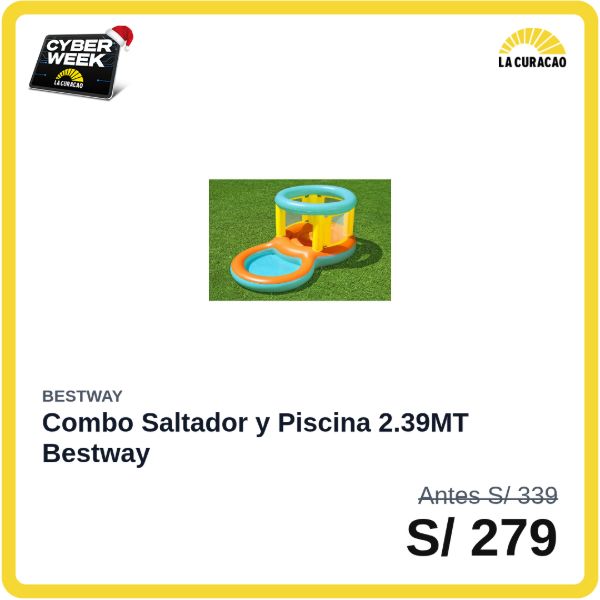 CYBER
WEEK
LA CURACAO
LA CURACAO
BESTWAY
Combo Saltador y Piscina 2.39MT
Bestway
Antes S/ 339
S/ 279